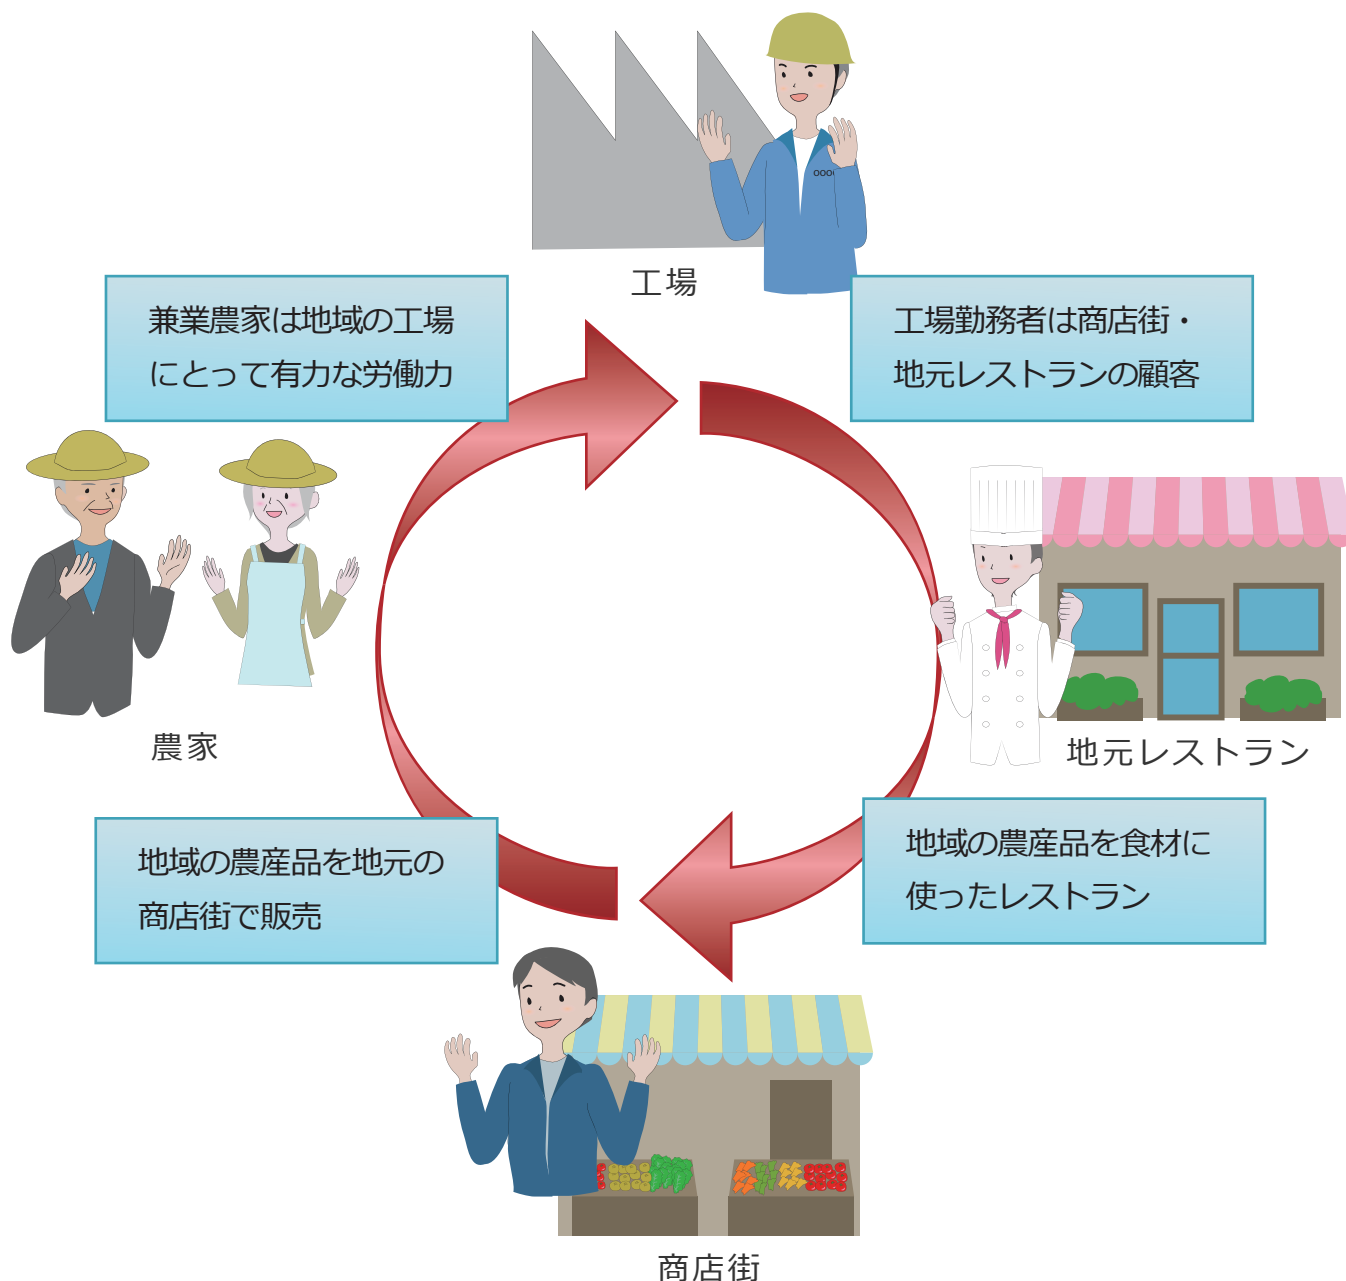 工場
兼業農家は地域の工場
にとって有力な労働力
工場勤務者は商店街・
地元レストランの顧客
農家
地元レストラン
地域の農産品を地元の
商店街で販売
地域の農産品を食材に
使ったレストラン
商店街